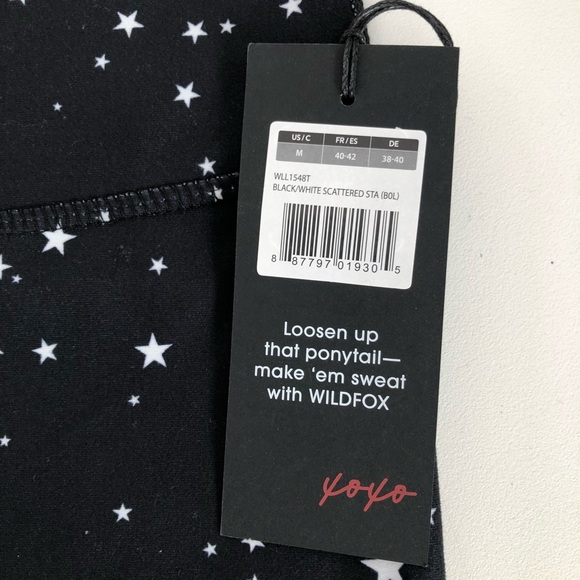 US / C FR / ES DE
M 40-42 38-40
WLL1548T
BLACK/WHITE SCATTERED STA (B0L)
8 87797 01930 5
Loosen up
that ponytail—
make ‘em sweat
with WILDFOX
xoxo